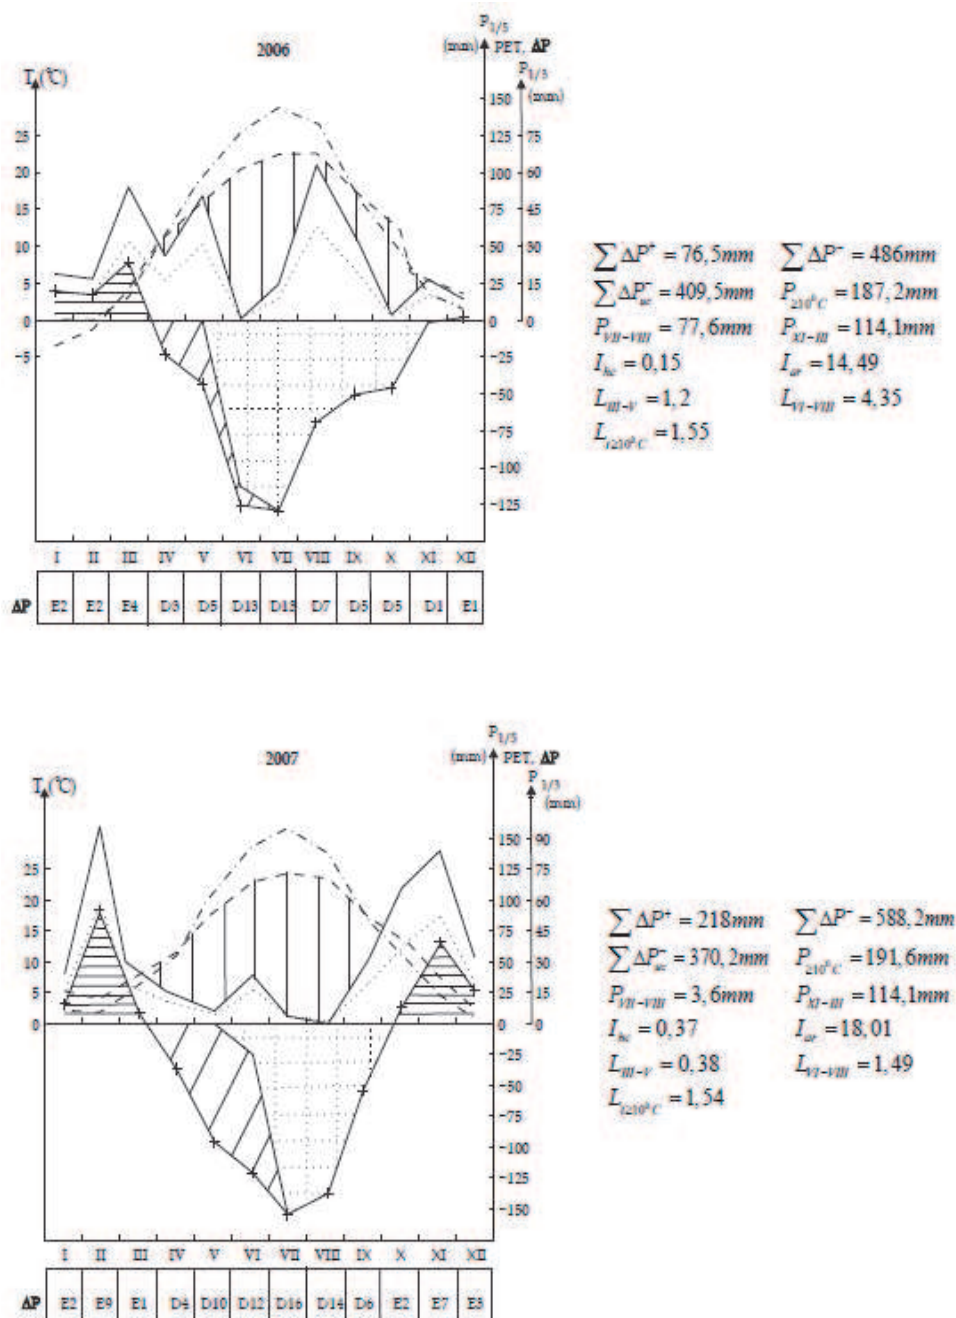 P1/5
2006
(mm) PET, ΔP
T (°C)
P1/3
(mm)
150
25 125 75
20 100 60
15 75 45
10 50 30
5 25 15
0 0
−5 −25
−50
−75
−100
−125
I II III IV V VI VII VIII IX X XI XII
ΔP E2 E2 E4 D3 D5 D13 D13 D7 D5 D5 D1 E1
∑ΔP⁺ = 76,5mm ∑ΔP⁻ = 486mm
∑ΔP⁻ac = 409,5mm P≥10°C = 187,2mm
PVII−VIII = 77,6mm PXI−III = 114,1mm
Ihc = 0,15 Iar = 14,49
LIII−V = 1,2 LVI−VIII = 4,35
Lt≥10°C = 1,55
P1/5
2007
(mm) PET, ΔP
T (°C)
P1/3
(mm)
150 90
25 125 75
20 100 60
15 75 45
10 50 30
5 25 15
0 0 0
−25
−50
−75
−100
−125
−150
I II III IV V VI VII VIII IX X XI XII
ΔP E2 E9 E1 D4 D10 D12 D16 D14 D6 E2 E7 E3
∑ΔP⁺ = 218mm ∑ΔP⁻ = 588,2mm
∑ΔP⁻ac = 370,2mm P≥10°C = 191,6mm
PVII−VIII = 3,6mm PXI−III = 114,1mm
Ihc = 0,37 Iar = 18,01
LIII−V = 0,38 LVI−VIII = 1,49
Lt≥10°C = 1,54